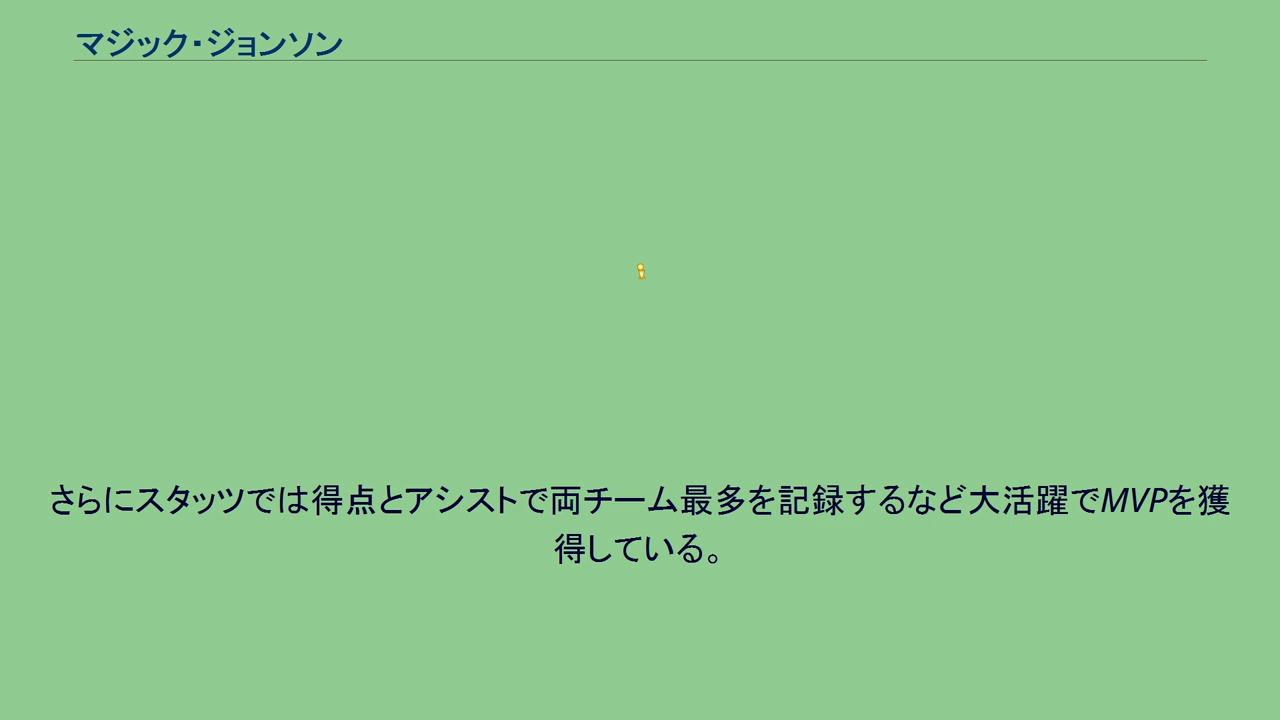 マジック・ジョンソン
さらにスタッツでは得点とアシストで両チーム最多を記録するなど大活躍でMVPを獲
得している。